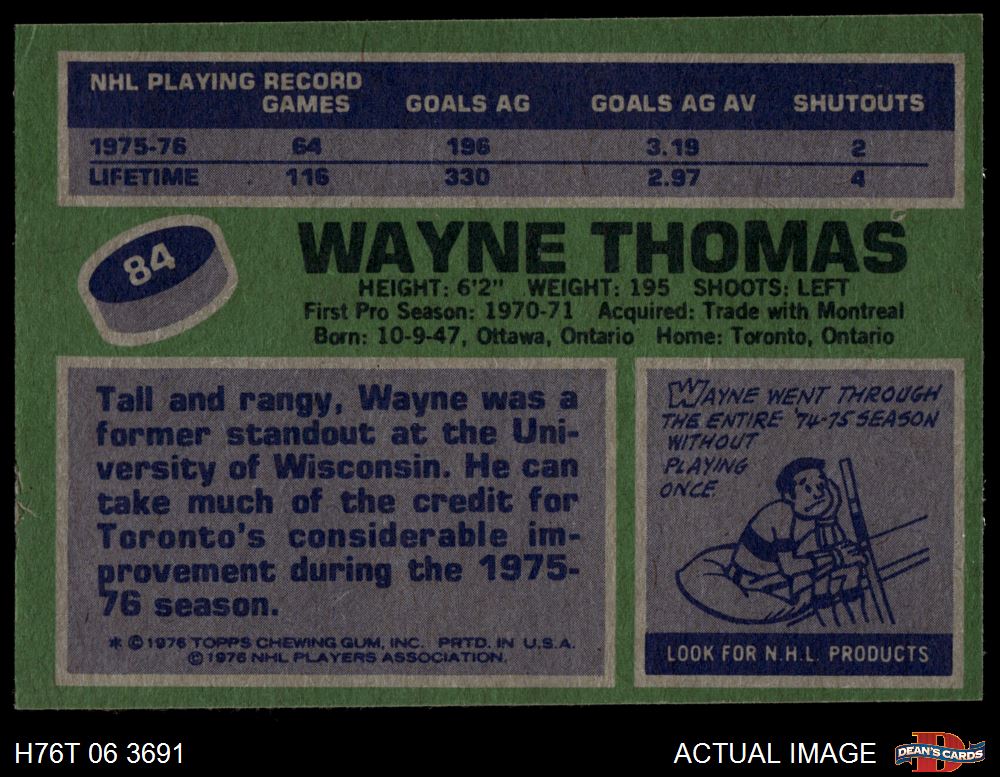 NHL PLAYING RECORD
GAMES GOALS AG GOALS AG AV SHUTOUTS
1975-76 64 196 3.19 2
LIFETIME 116 330 2.97 4
84
WAYNE THOMAS
HEIGHT: 6'2" WEIGHT: 195 SHOOTS: LEFT
First Pro Season: 1970-71 Acquired: Trade with Montreal
Born: 10-9-47, Ottawa, Ontario Home: Toronto, Ontario
Tall and rangy, Wayne was a
former standout at the Uni-
versity of Wisconsin. He can
take much of the credit for
Toronto's considerable im-
provement during the 1975-
76 season.
* © 1976 TOPPS CHEWING GUM, INC. PRTD. IN U.S.A.
© 1976 NHL PLAYERS ASSOCIATION.
WAYNE WENT THROUGH
THE ENTIRE '74-75 SEASON
WITHOUT
PLAYING
ONCE.
LOOK FOR N.H.L. PRODUCTS
H76T 06 3691
ACTUAL IMAGE
D
DEAN'S CARDS